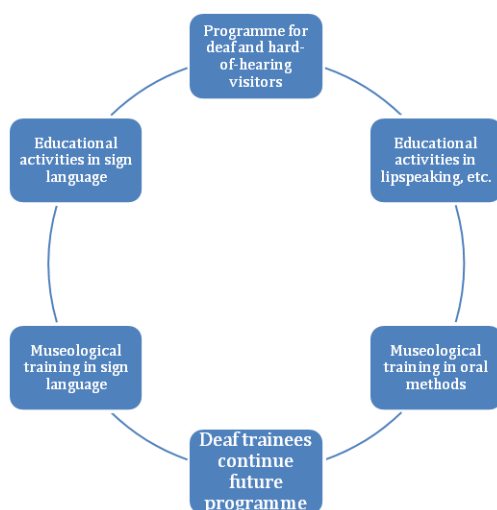 Programme for
deaf and hard-
of-hearing
visitors
Educational
activities in sign
language
Educational
activities in
lipspeaking, etc.
Museological
training in sign
language
Museological
training in oral
methods
Deaf trainees
continue
future
programme